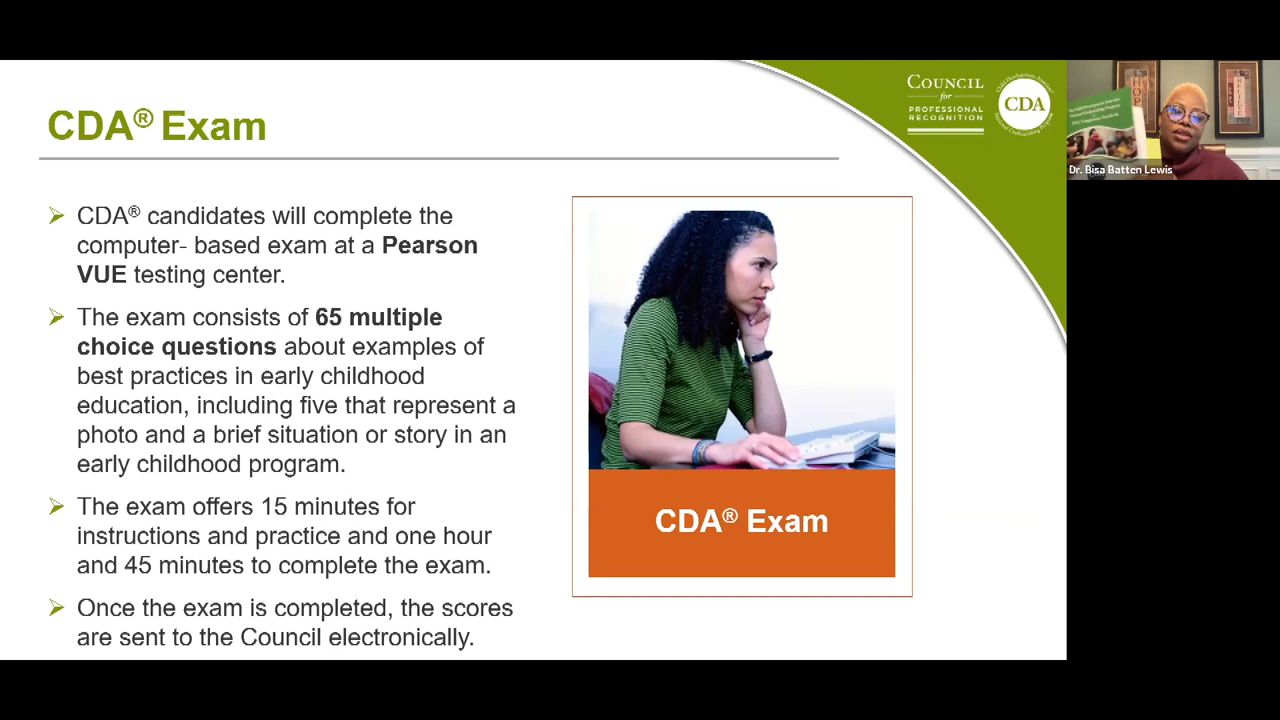 CDA® Exam
COUNCIL
for
PROFESSIONAL
RECOGNITION
CDA
Dr. Bisa Batten Lewis
➢ CDA® candidates will complete the
computer- based exam at a Pearson
VUE testing center.
➢ The exam consists of 65 multiple
choice questions about examples of
best practices in early childhood
education, including five that represent a
photo and a brief situation or story in an
early childhood program.
➢ The exam offers 15 minutes for
instructions and practice and one hour
and 45 minutes to complete the exam.
➢ Once the exam is completed, the scores
are sent to the Council electronically.
CDA® Exam